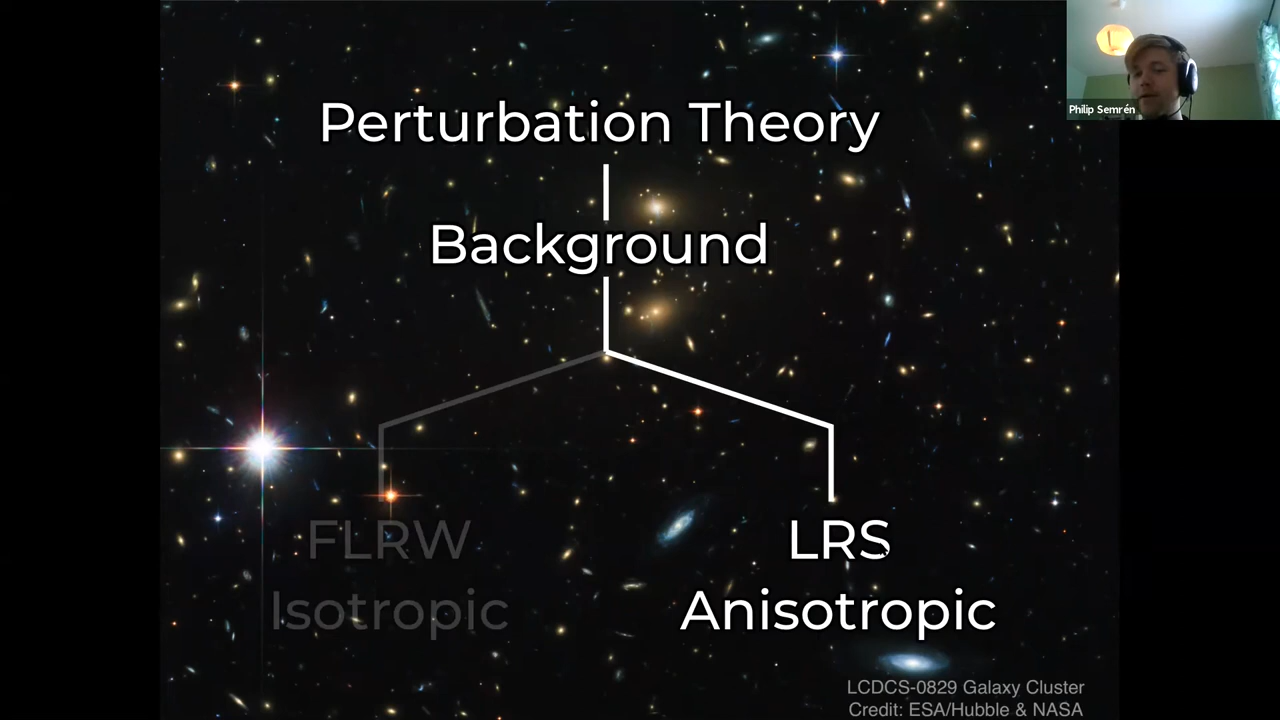 Perturbation Theory
Philip Semrén
Background
FLRW
Isotropic
LRS
Anisotropic
LCDCS-0829 Galaxy Cluster
Credit: ESA/Hubble & NASA